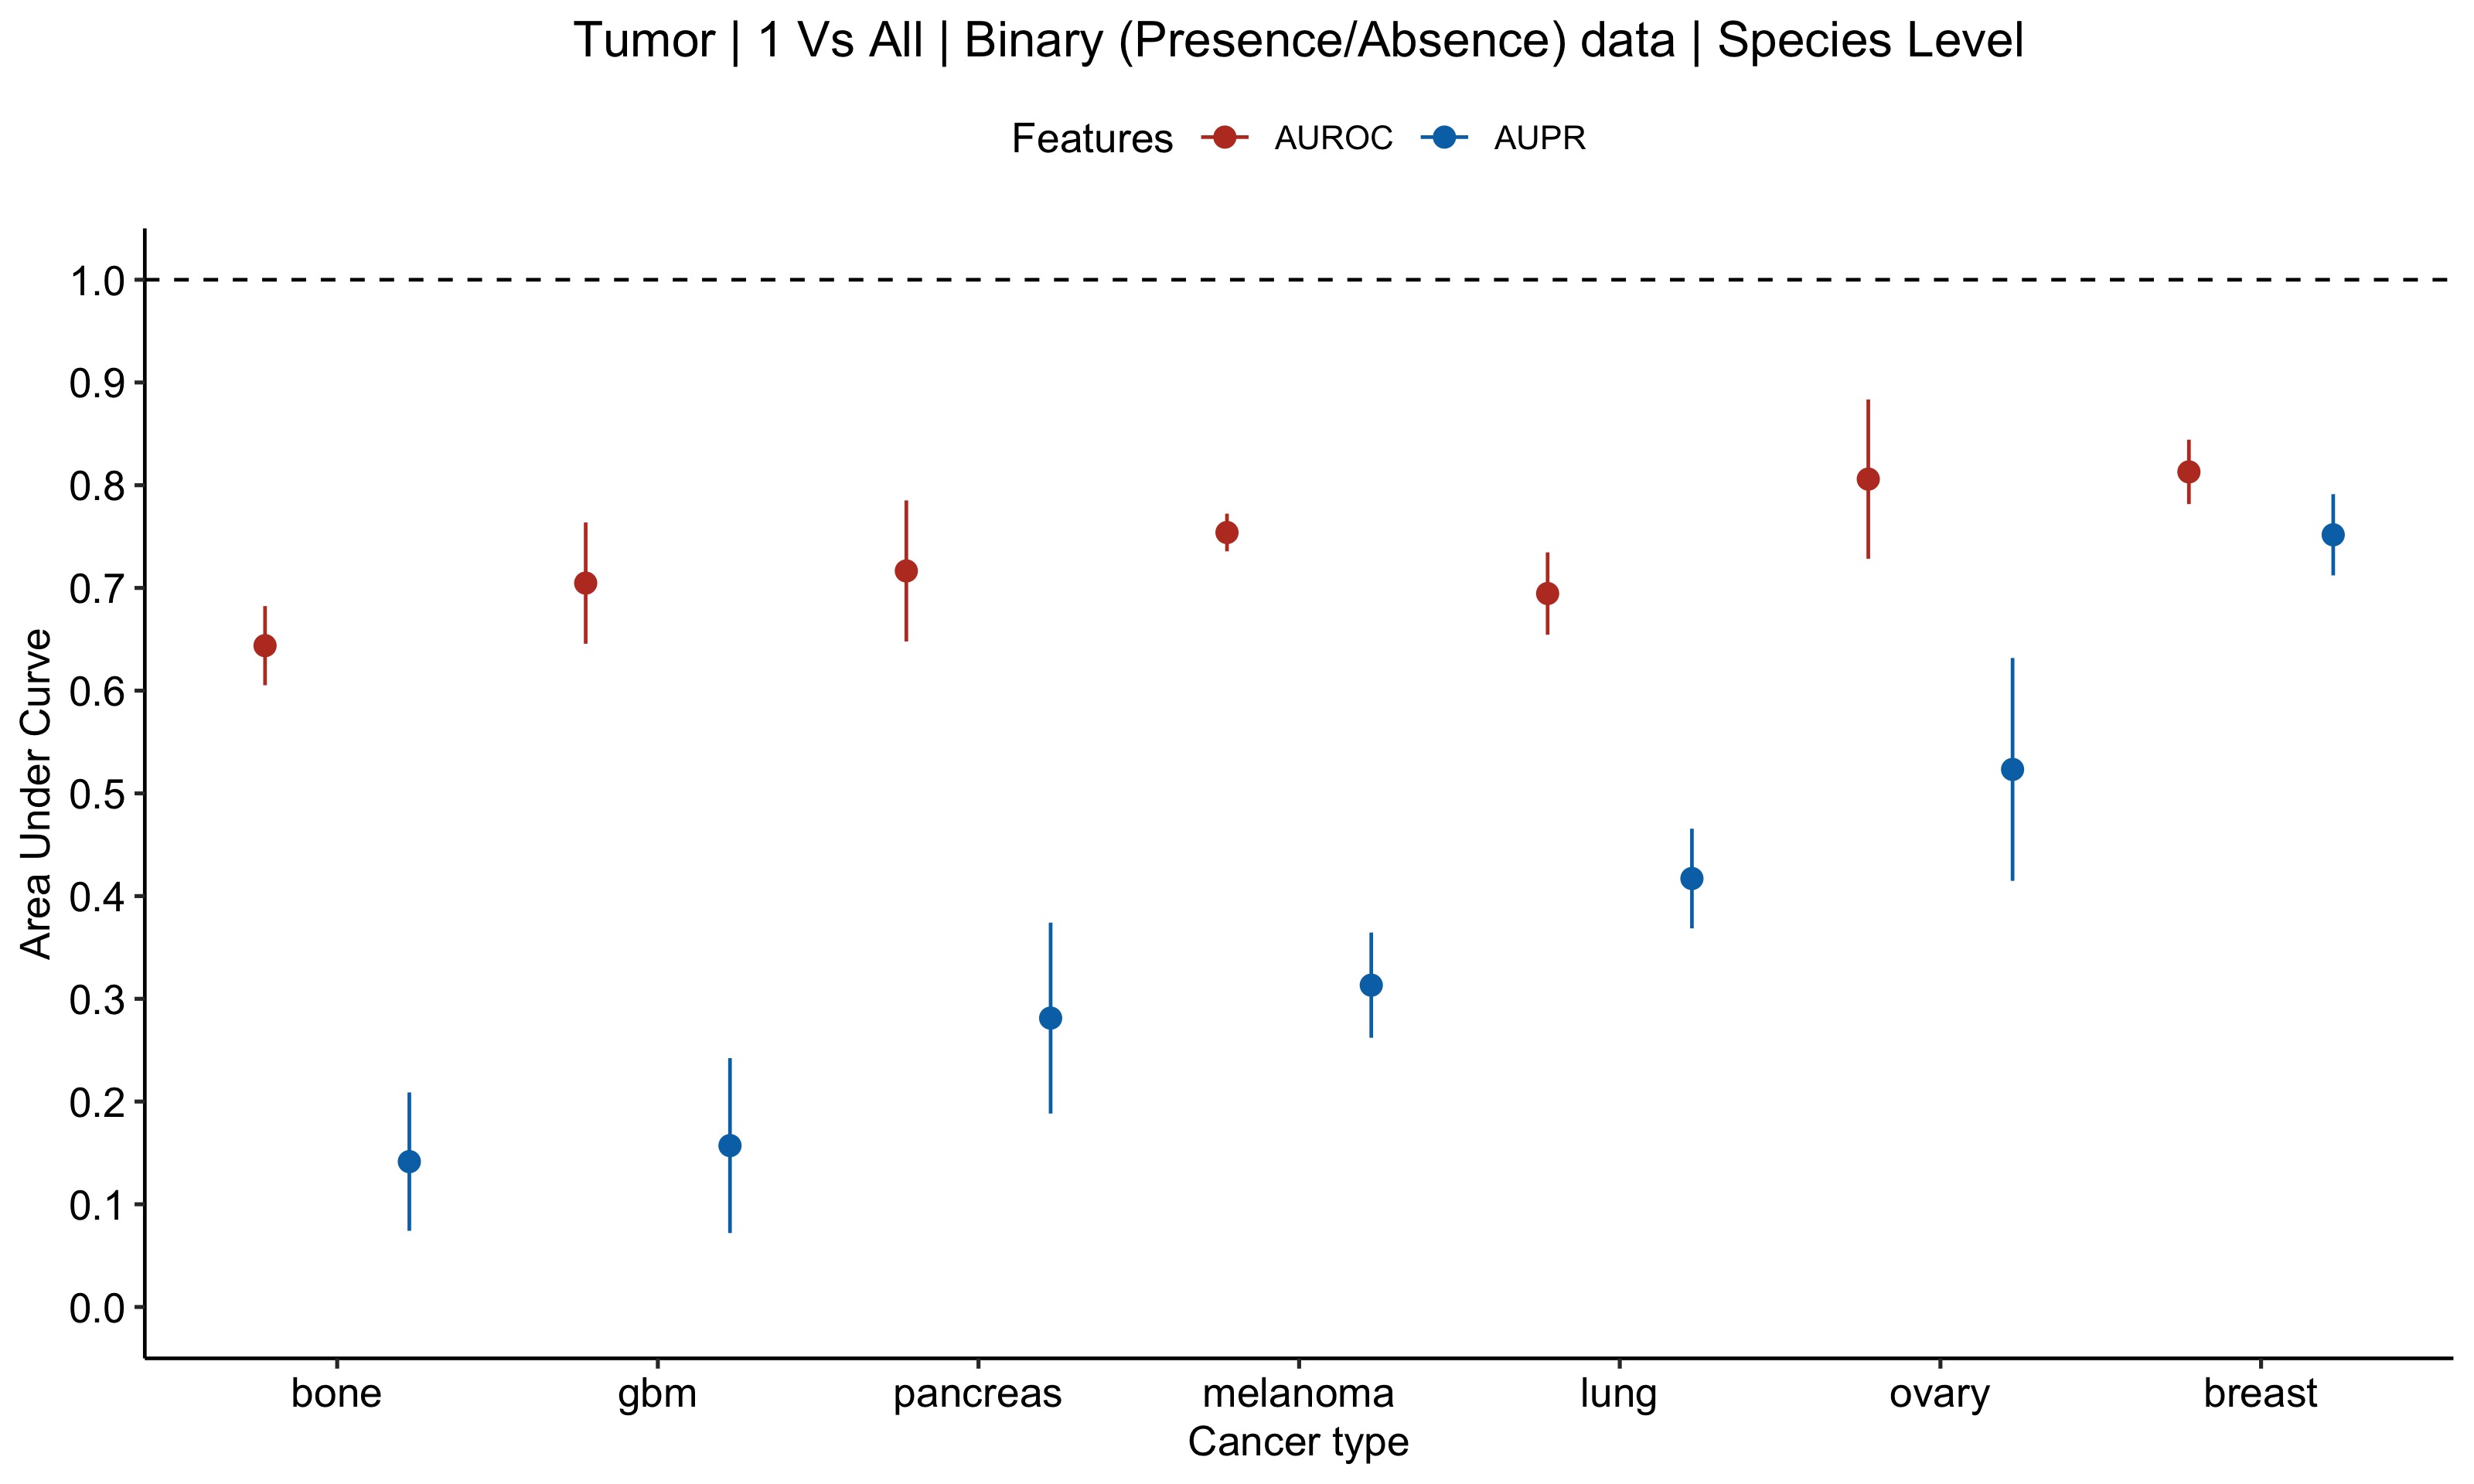 Tumor | 1 Vs All | Binary (Presence/Absence) data | Species Level
Features AUROC AUPR
Area Under Curve
1.0
0.9
0.8
0.7
0.6
0.5
0.4
0.3
0.2
0.1
0.0
bone gbm pancreas melanoma lung ovary breast
Cancer type